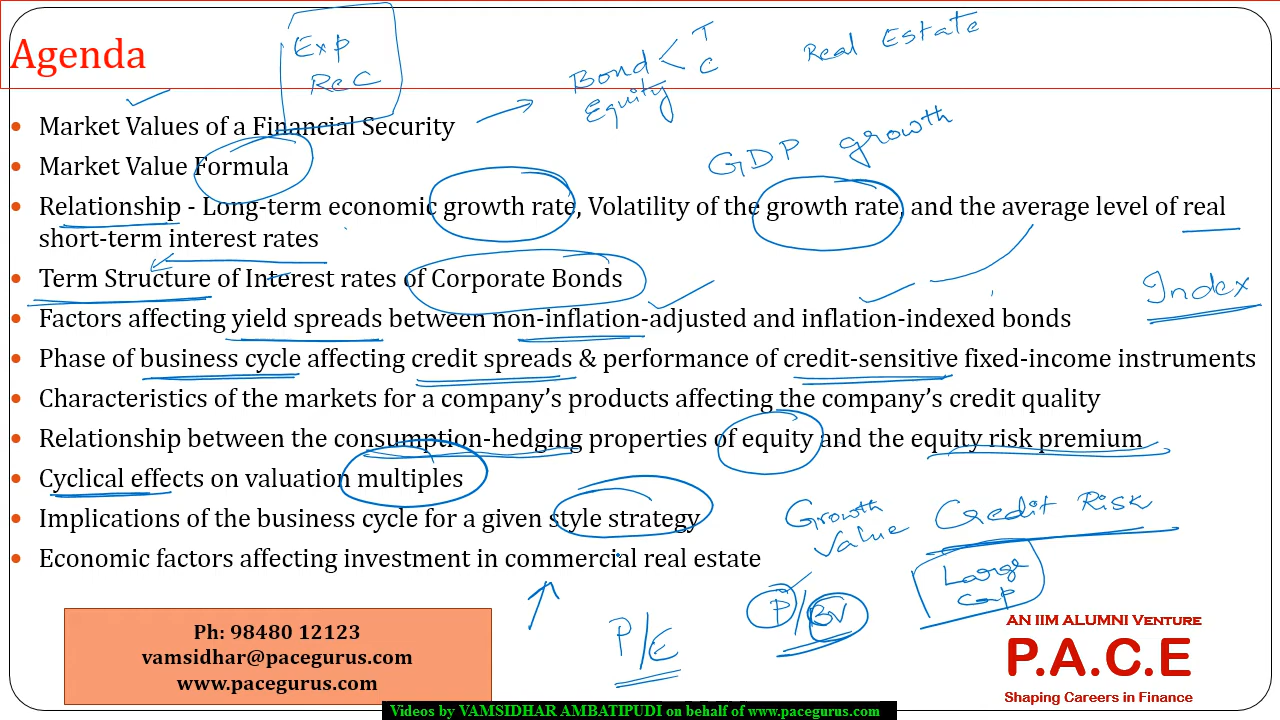 Agenda
Exp
Rec
Bond < T
C
Equity
Real Estate
• Market Values of a Financial Security
• Market Value Formula
GDP growth
• Relationship - Long-term economic growth rate, Volatility of the growth rate, and the average level of real
short-term interest rates
• Term Structure of Interest rates of Corporate Bonds
Index
• Factors affecting yield spreads between non-inflation-adjusted and inflation-indexed bonds
• Phase of business cycle affecting credit spreads & performance of credit-sensitive fixed-income instruments
• Characteristics of the markets for a company's products affecting the company's credit quality
• Relationship between the consumption-hedging properties of equity and the equity risk premium
• Cyclical effects on valuation multiples
• Implications of the business cycle for a given style strategy
Growth
Value
Credit Risk
• Economic factors affecting investment in commercial real estate
Large
cap
P/E
P/BV
Ph: 98480 12123
vamsidhar@pacegurus.com
www.pacegurus.com
AN IIM ALUMNI VENTURE
P.A.C.E
Shaping Careers in Finance
Videos by VAMSIDHAR AMBATIPUDI on behalf of www.pacegurus.com